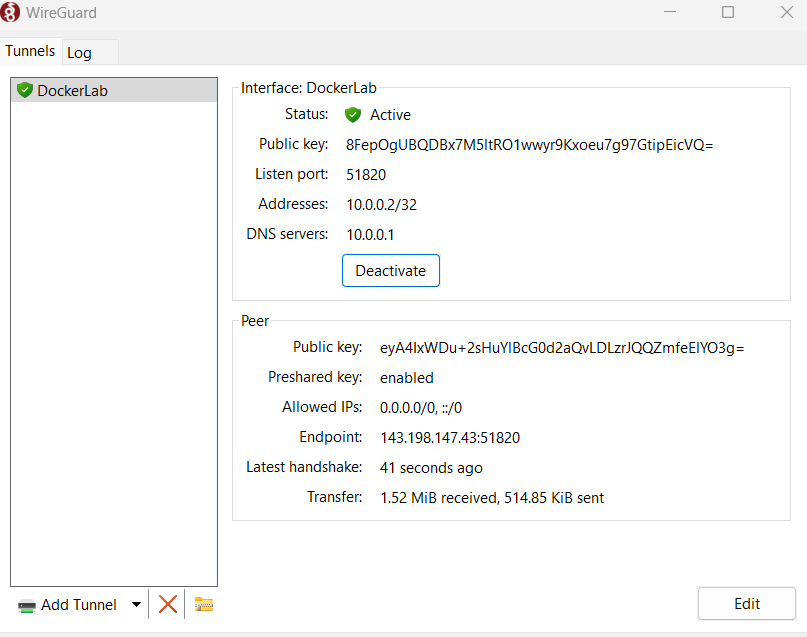 WireGuard
Tunnels Log
DockerLab
Interface: DockerLab
Status: Active
Public key: 8FepOgUBQDBx7M5ItRO1wwyr9Kxoeu7g97GtipEicVQ=
Listen port: 51820
Addresses: 10.0.0.2/32
DNS servers: 10.0.0.1
Deactivate
Peer
Public key: eyA4IxWDu+2sHuYIBcG0d2aQvLDLzrJQQZmfeEIYO3g=
Preshared key: enabled
Allowed IPs: 0.0.0.0/0, ::/0
Endpoint: 143.198.147.43:51820
Latest handshake: 41 seconds ago
Transfer: 1.52 MiB received, 514.85 KiB sent
Add Tunnel
Edit